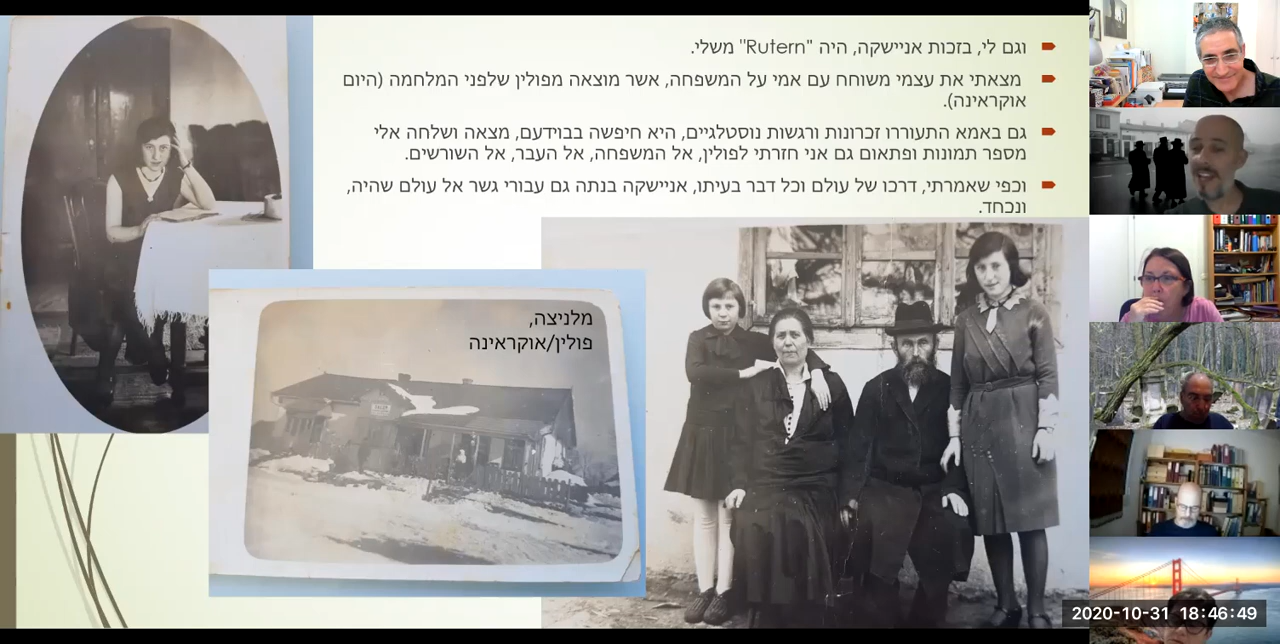 וגם לי, בזכות אניישקה, היה "Rutern" משלי.
מצאתי את עצמי משוחח עם אמי על המשפחה, אשר מוצאה מפולין שלפני המלחמה (היום
אוקראינה).
גם באמא התעוררו זכרונות ורגשות נוסטלגיים, היא חיפשה בבוידעם, מצאה ושלחה אלי
מספר תמונות ופתאום גם אני חזרתי לפולין, אל המשפחה, אל העבר, אל השורשים.
וכפי שאמרתי, דרכו של עולם וכל דבר בעיתו, אניישקה בנתה גם עבורי גשר אל עולם שהיה,
ונכחד.
מלניצה,
פולין/אוקראינה
2020-10-31 18:46:49